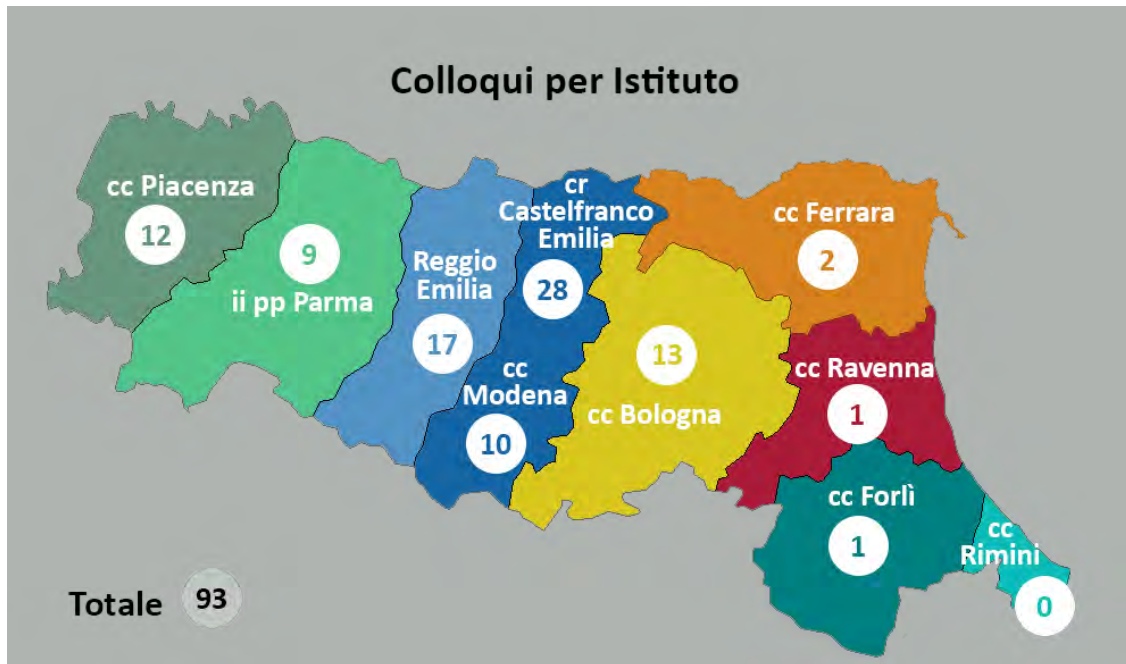 Colloqui per Istituto
cc Piacenza
12
9
ii pp Parma
Reggio
Emilia
17
cr
Castelfranco
Emilia
28
cc
Modena
10
13
cc Bologna
cc Ferrara
2
cc Ravenna
1
cc Forlì
1
cc
Rimini
0
Totale 93